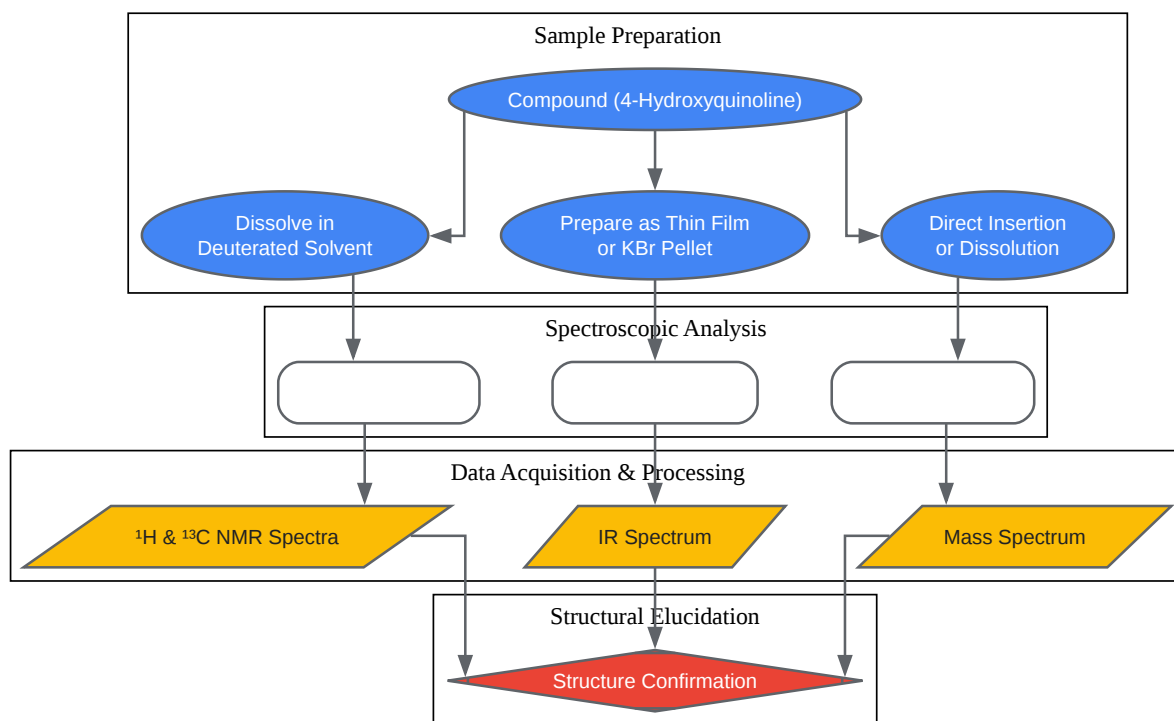 Sample Preparation
Compound (4-Hydroxyquinoline)
Dissolve in
Deuterated Solvent
Prepare as Thin Film
or KBr Pellet
Direct Insertion
or Dissolution
Spectroscopic Analysis
Data Acquisition & Processing
¹H & ¹³C NMR Spectra
IR Spectrum
Mass Spectrum
Structural Elucidation
Structure Confirmation